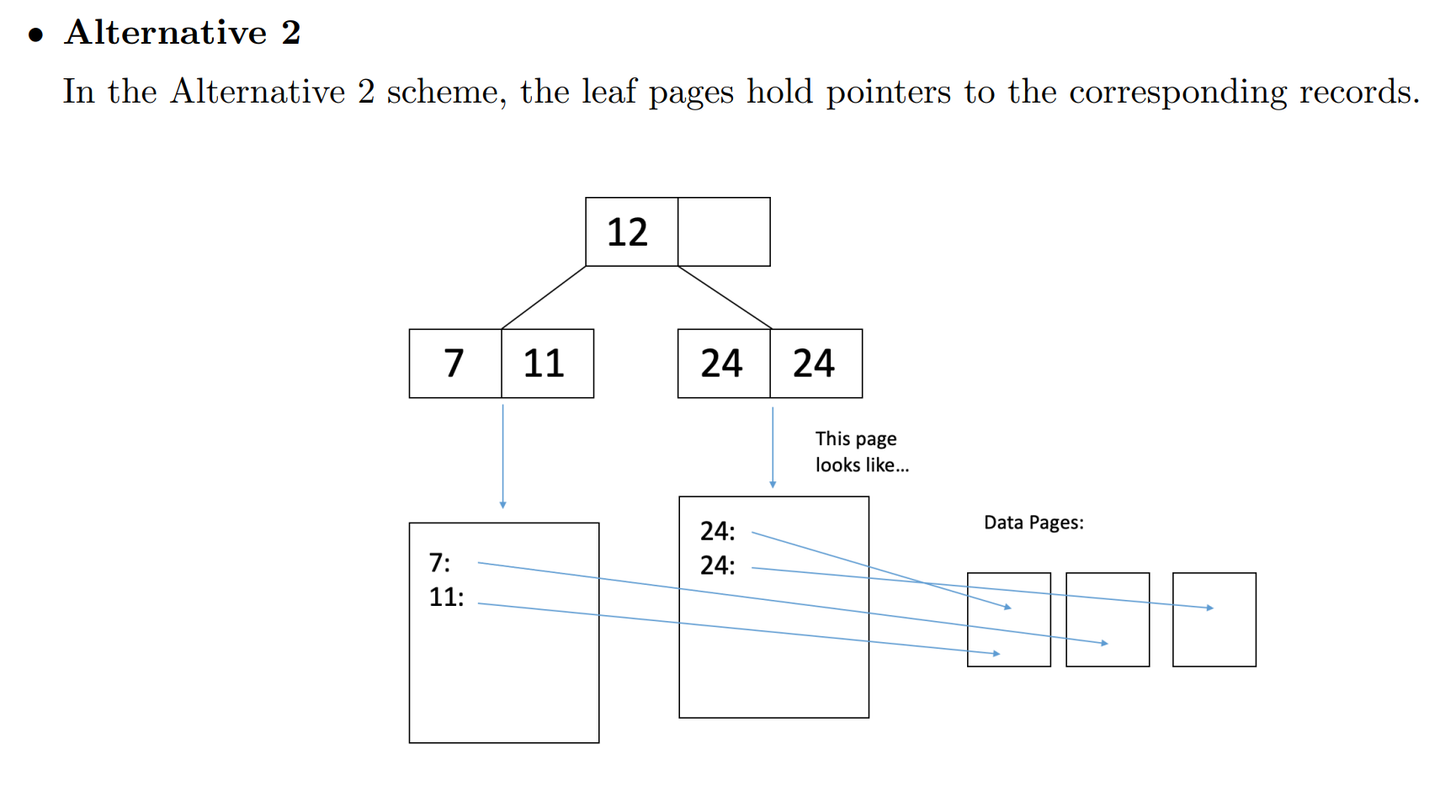 • Alternative 2
In the Alternative 2 scheme, the leaf pages hold pointers to the corresponding records.
12
7 11
24 24
This page
looks like...
24:
24:
Data Pages:
7:
11: